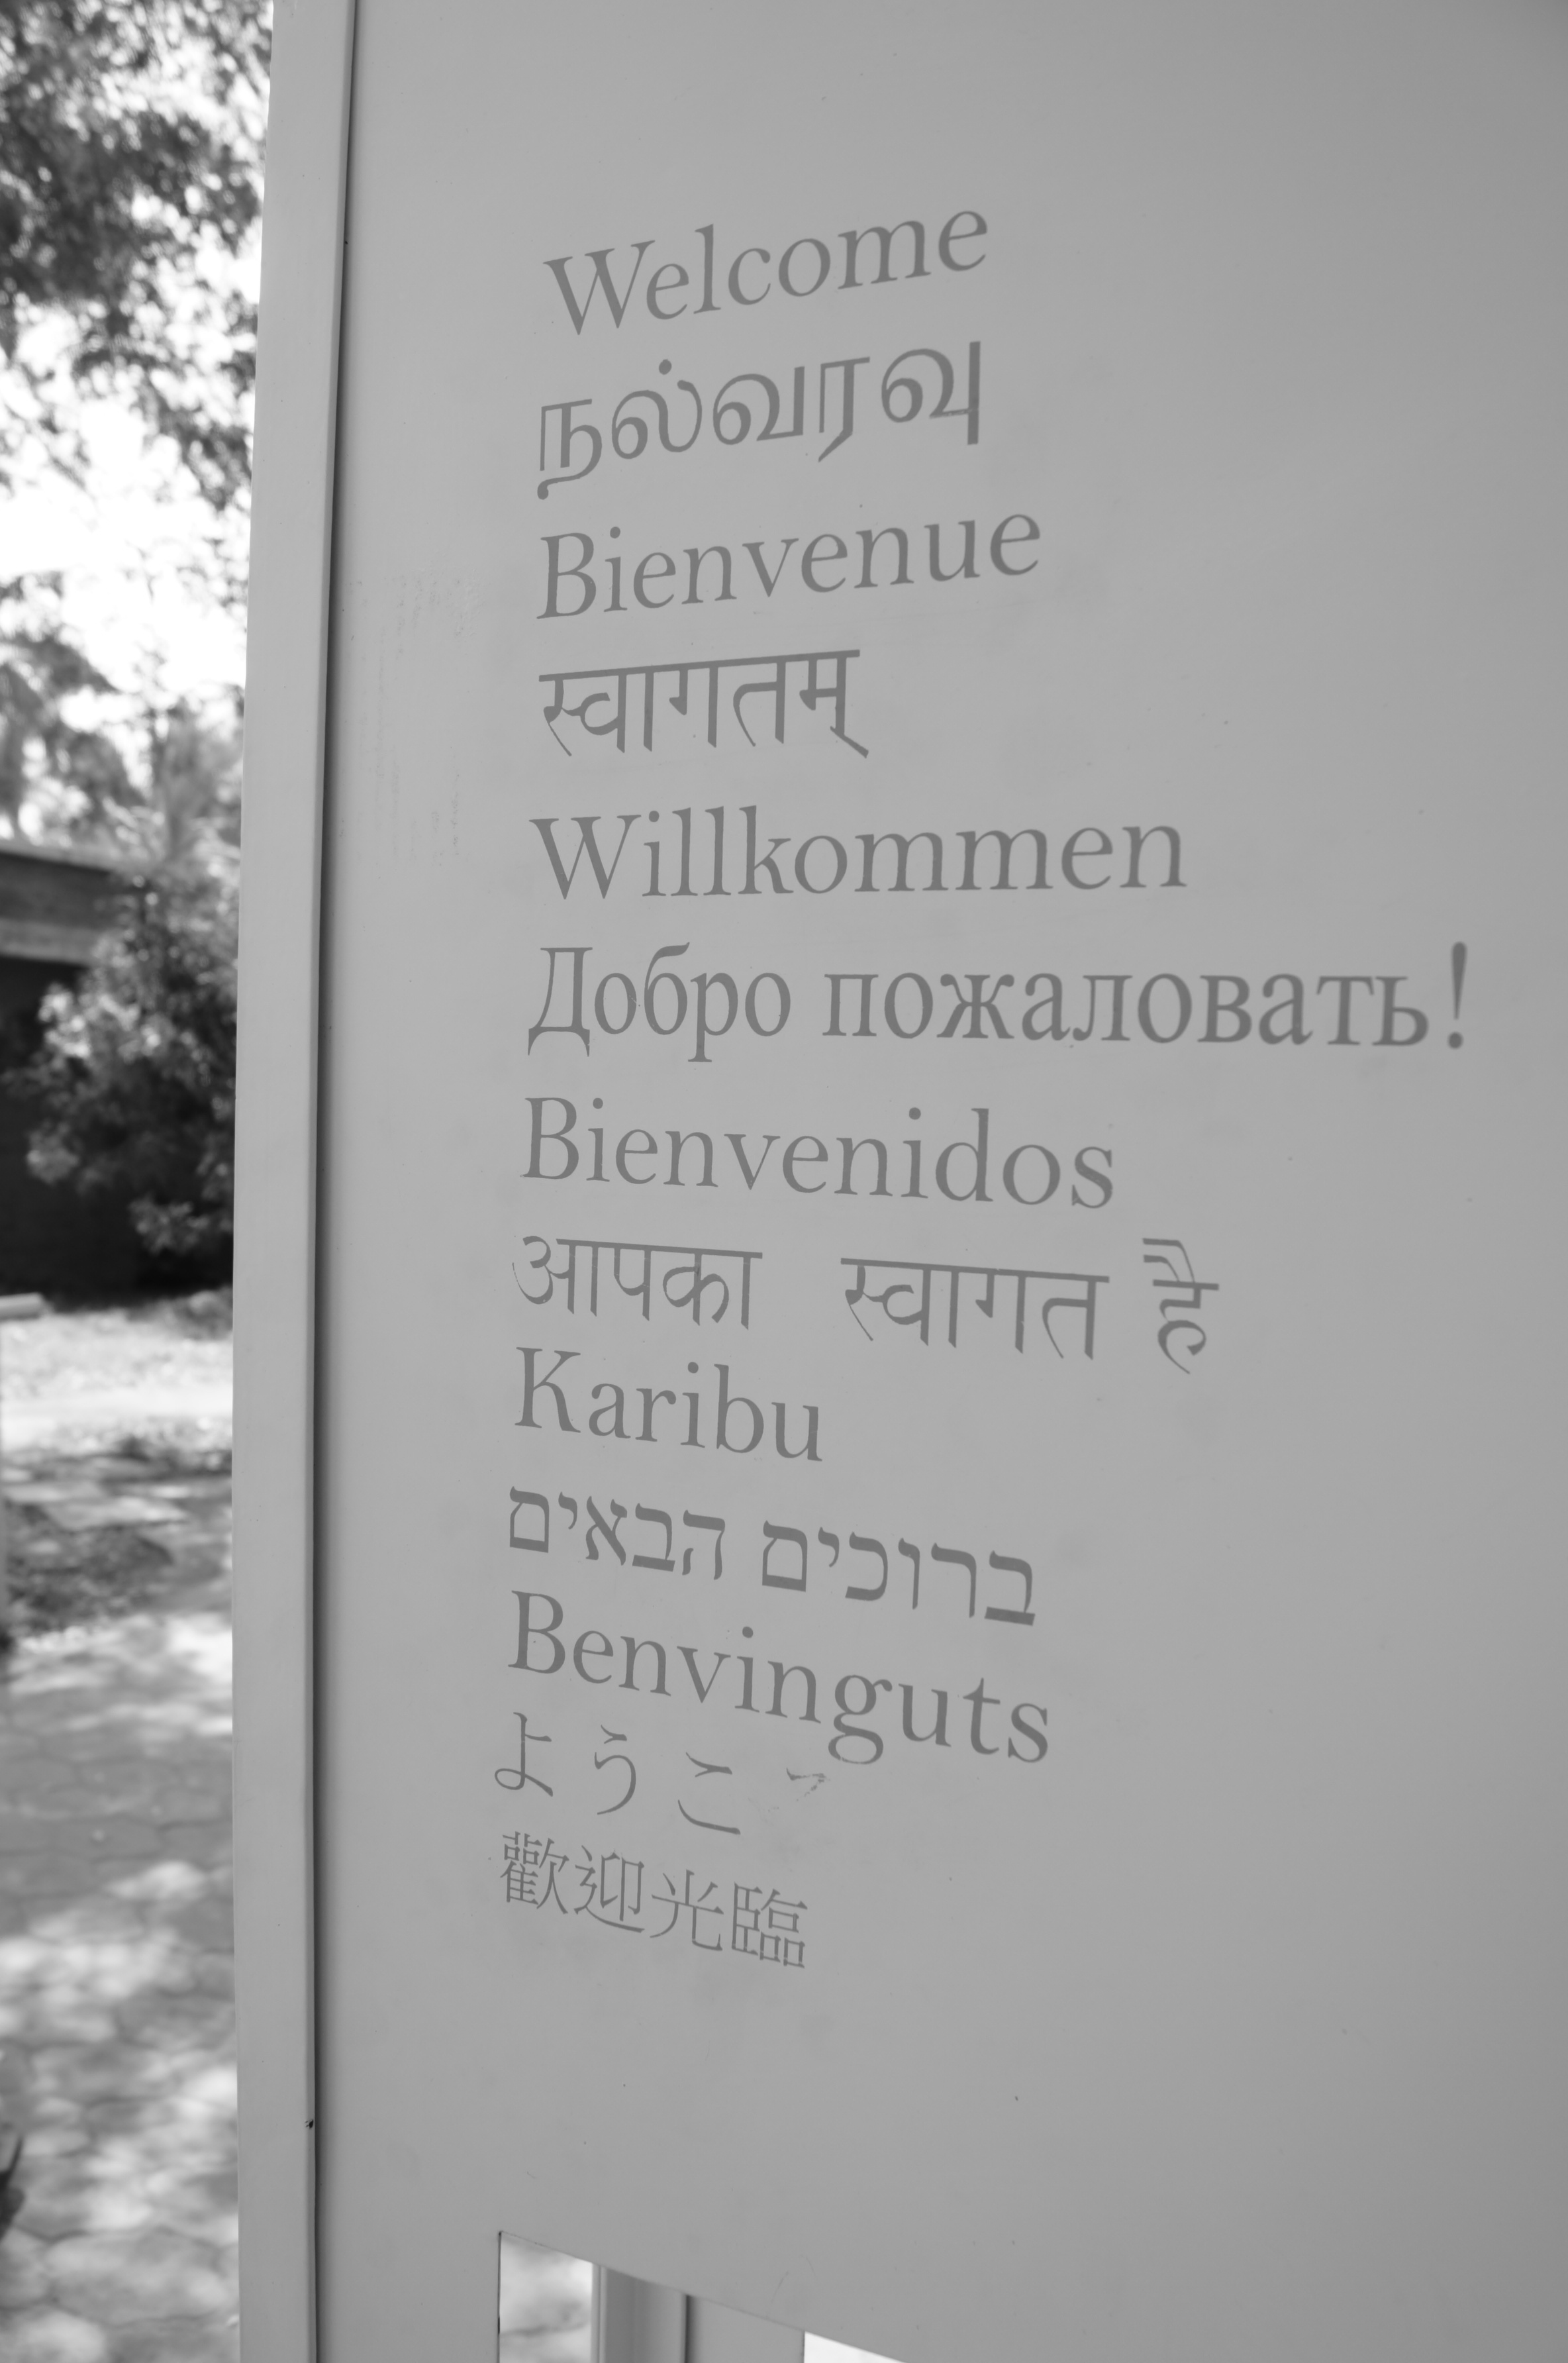 Welcome
நல்வரவு
Bienvenue
स्वागतम्
Willkommen
Добро пожаловать!
Bienvenidos
आपका स्वागत है
Karibu
ברוכים הבאים
Benvinguts
ようこ
歡迎光臨